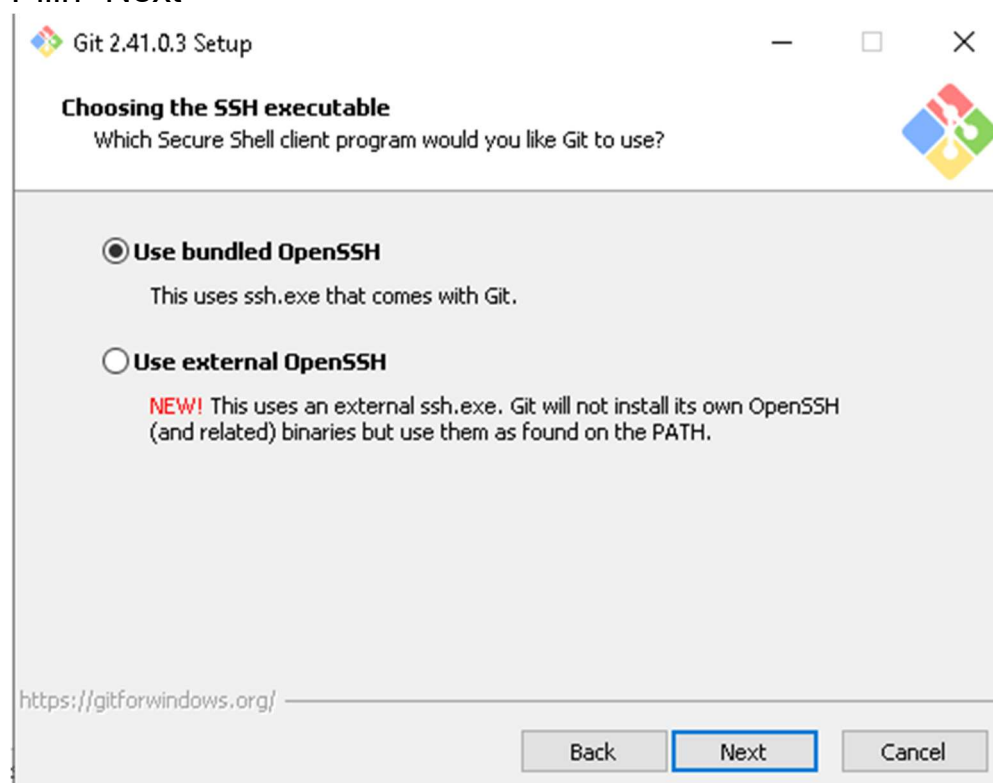 Git 2.41.0.3 Setup
Choosing the SSH executable
Which Secure Shell client program would you like Git to use?
Use bundled OpenSSH
This uses ssh.exe that comes with Git.
Use external OpenSSH
NEW! This uses an external ssh.exe. Git will not install its own OpenSSH
(and related) binaries but use them as found on the PATH.
https://gitforwindows.org/
Back Next Cancel